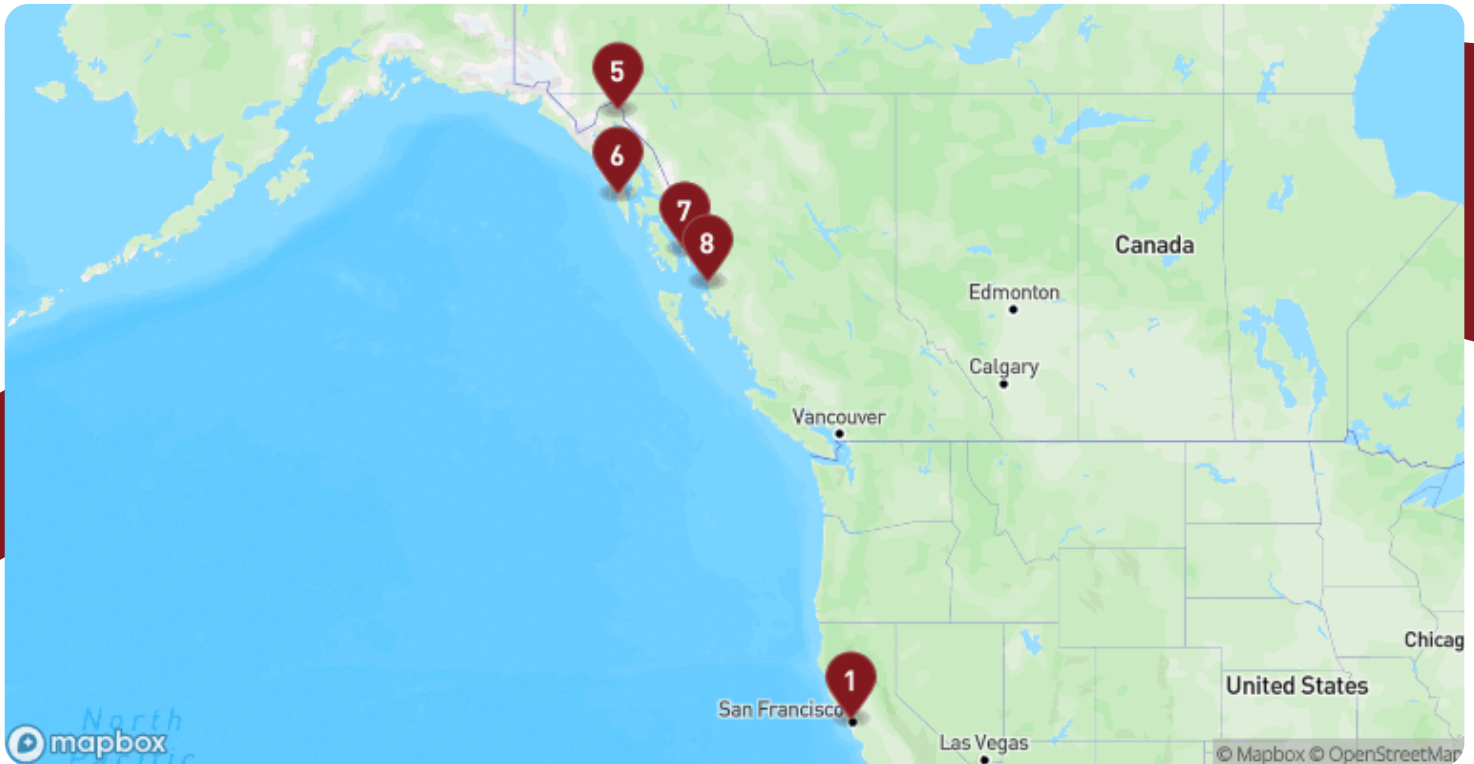 5
6
7
8
Canada
Edmonton
Calgary
Vancouver
1
Chicag
San Francisco
United States
North
Pacific
Las Vegas
mapbox
© Mapbox © OpenStreetMap